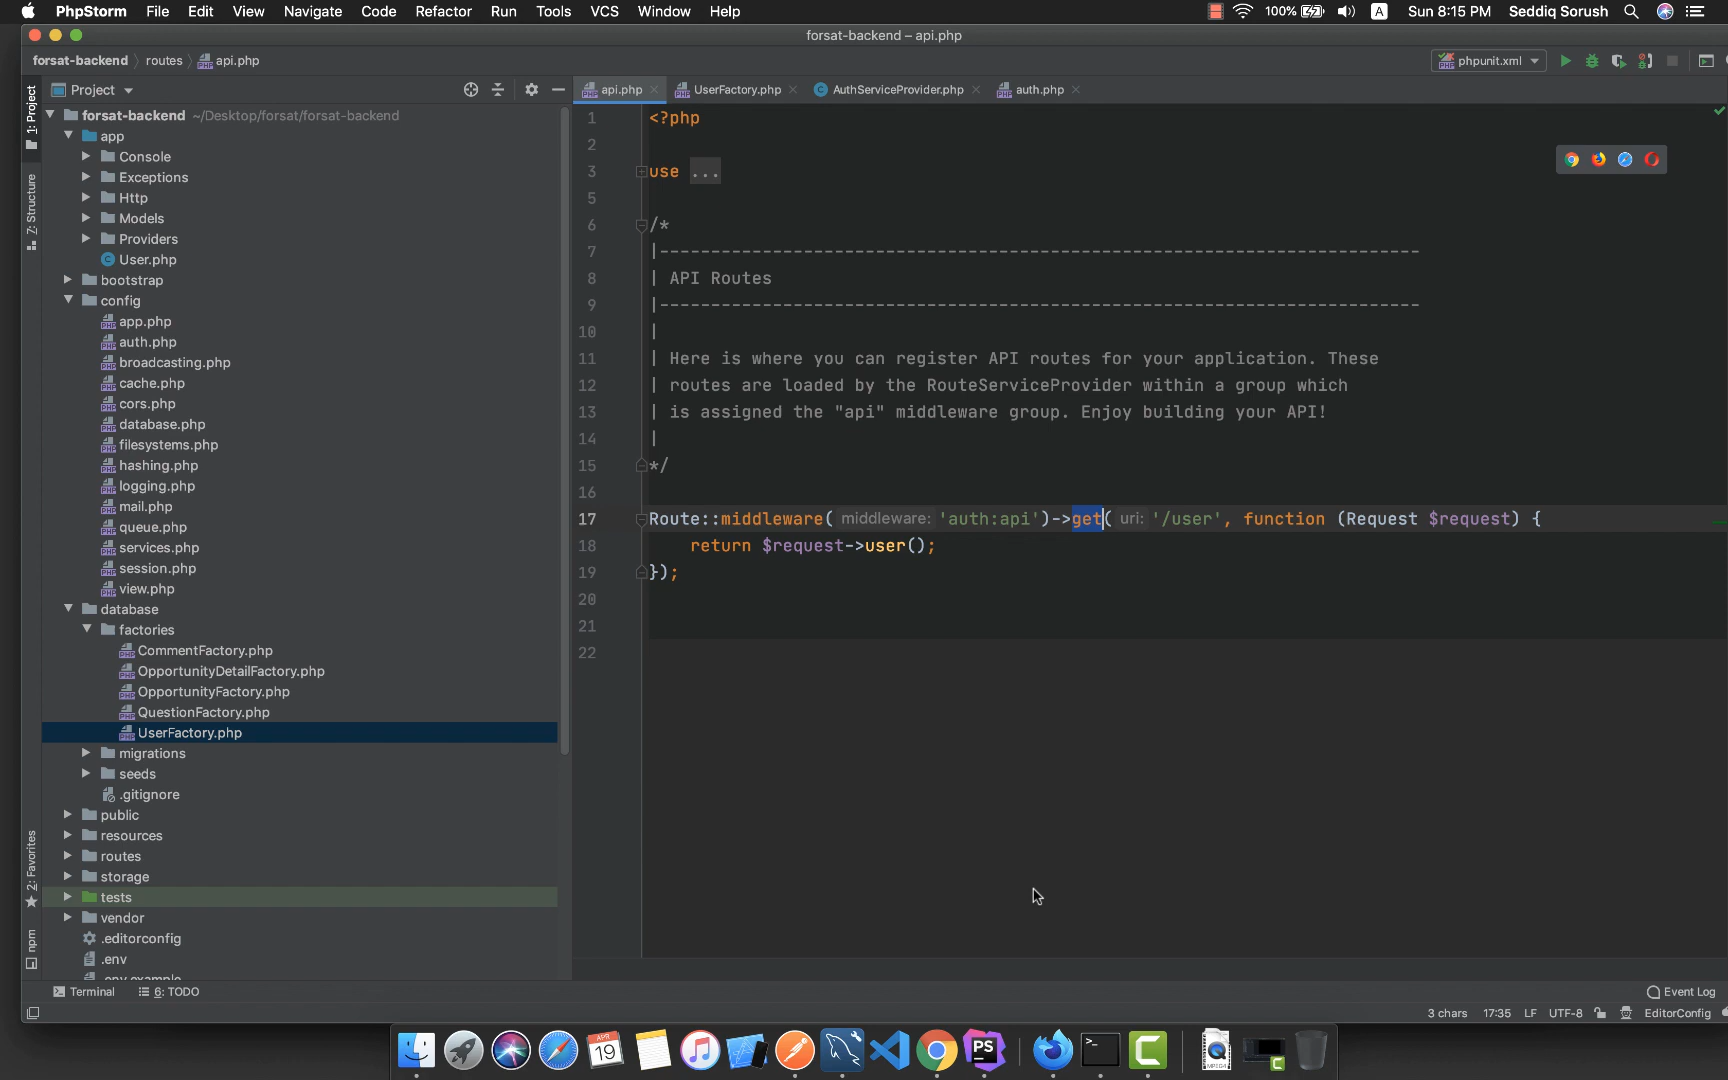 PhpStorm File Edit View Navigate Code Refactor Run Tools VCS Window Help 100% A Sun 8:15 PM Seddiq Sorush
forsat-backend – api.php
forsat-backend routes api.php phpunit.xml
Project
api.php UserFactory.php AuthServiceProvider.php auth.php
1: Project
7: Structure
2: Favorites
npm
forsat-backend ~/Desktop/forsat/forsat-backend
app
Console
Exceptions
Http
Models
Providers
User.php
bootstrap
config
app.php
auth.php
broadcasting.php
cache.php
cors.php
database.php
filesystems.php
hashing.php
logging.php
mail.php
queue.php
services.php
session.php
view.php
database
factories
CommentFactory.php
OpportunityDetailFactory.php
OpportunityFactory.php
QuestionFactory.php
UserFactory.php
migrations
seeds
.gitignore
public
resources
routes
storage
tests
vendor
.editorconfig
.env
.env.example
1 <?php
2
3 use ...
5
6 /*
7 |--------------------------------------------------------------------------
8 | API Routes
9 |--------------------------------------------------------------------------
10 |
11 | Here is where you can register API routes for your application. These
12 | routes are loaded by the RouteServiceProvider within a group which
13 | is assigned the "api" middleware group. Enjoy building your API!
14 |
15 */
16
17 Route::middleware( middleware: 'auth:api')->get( uri: '/user', function (Request $request) {
18 return $request->user();
19 });
20
21
22
Terminal 6: TODO Event Log
3 chars 17:35 LF UTF-8 EditorConfig
APR
19
PS
>_
C
MPEG4